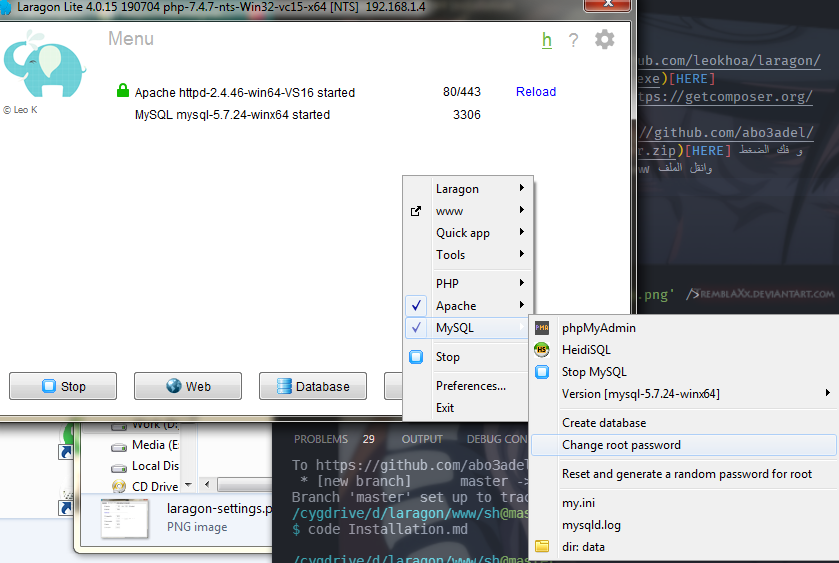 Laragon Lite 4.0.15 190704 php-7.4.7-nts-Win32-vc15-x64 [NTS] 192.168.1.4
Menu
h
?
© Leo K
Apache httpd-2.4.46-win64-VS16 started 80/443 Reload
MySQL mysql-5.7.24-winx64 started 3306
ub.com/leokhoa/laragon/
exe)[HERE]
tps://getcomposer.org/
//github.com/abo3adel/
r.zip)[HERE] و فك الضغط
وانقل الملف
.png' />
REMBLAXX.DEVIANTART.COM
Laragon
www
Quick app
Tools
PHP
Apache
MySQL
Stop
Preferences...
Exit
phpMyAdmin
HeidiSQL
Stop MySQL
Version [mysql-5.7.24-winx64]
Create database
Change root password
Reset and generate a random password for root
my.ini
mysqld.log
dir: data
Stop
Web
Database
Work (D:
Media (E:
Local Dis
CD Drive
laragon-settings.p
PNG image
PROBLEMS 29 OUTPUT DEBUG CON
To https://github.com/abo3adel
* [new branch] master ->
Branch 'master' set up to trac
/cygdrive/d/laragon/www/sh@mas
$ code Installation.md
/cygdrive/d/laragon/www/sh@mas